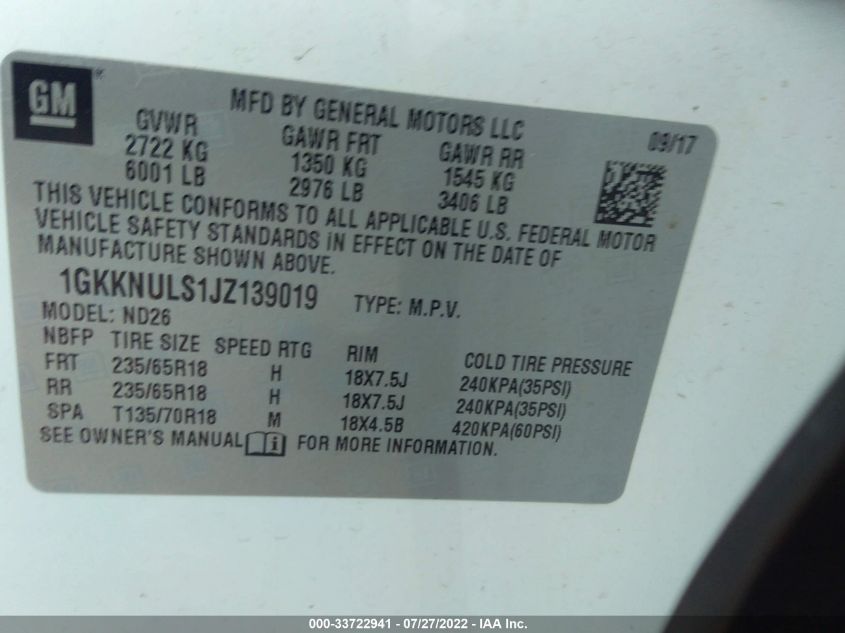 GM
MFD BY GENERAL MOTORS LLC
09/17
GVWR GAWR FRT GAWR RR
2722 KG 1350 KG 1545 KG
6001 LB 2976 LB 3406 LB
THIS VEHICLE CONFORMS TO ALL APPLICABLE U.S. FEDERAL MOTOR
VEHICLE SAFETY STANDARDS IN EFFECT ON THE DATE OF
MANUFACTURE SHOWN ABOVE.
1GKKNULS1JZ139019 TYPE: M.P.V.
MODEL: ND26
NBFP TIRE SIZE SPEED RTG RIM COLD TIRE PRESSURE
FRT 235/65R18 H 18X7.5J 240KPA(35PSI)
RR 235/65R18 H 18X7.5J 240KPA(35PSI)
SPA T135/70R18 M 18X4.5B 420KPA(60PSI)
SEE OWNER'S MANUAL i FOR MORE INFORMATION.
000-33722941 - 07/27/2022 - IAA Inc.